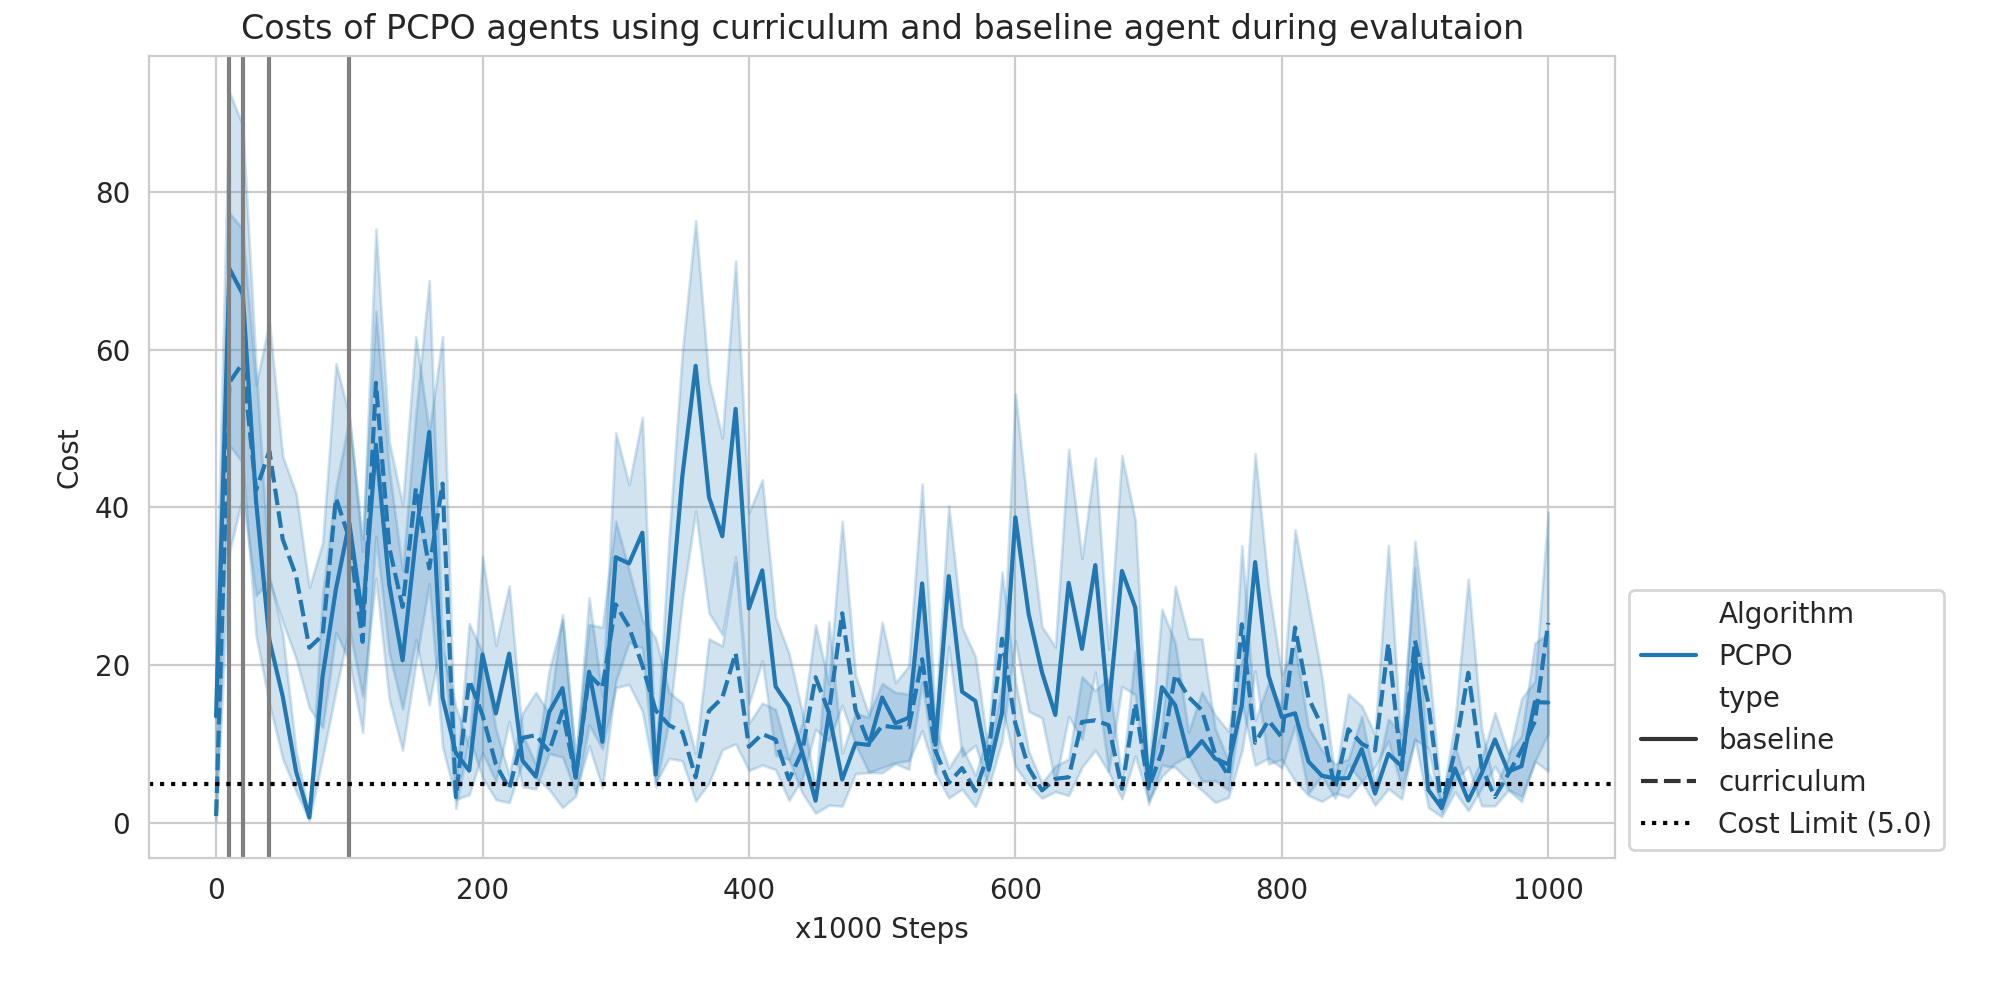 Costs of PCPO agents using curriculum and baseline agent during evalutaion
80
60
40
20
0
Cost
0 200 400 600 800 1000
x1000 Steps
Algorithm
PCPO
type
baseline
curriculum
Cost Limit (5.0)